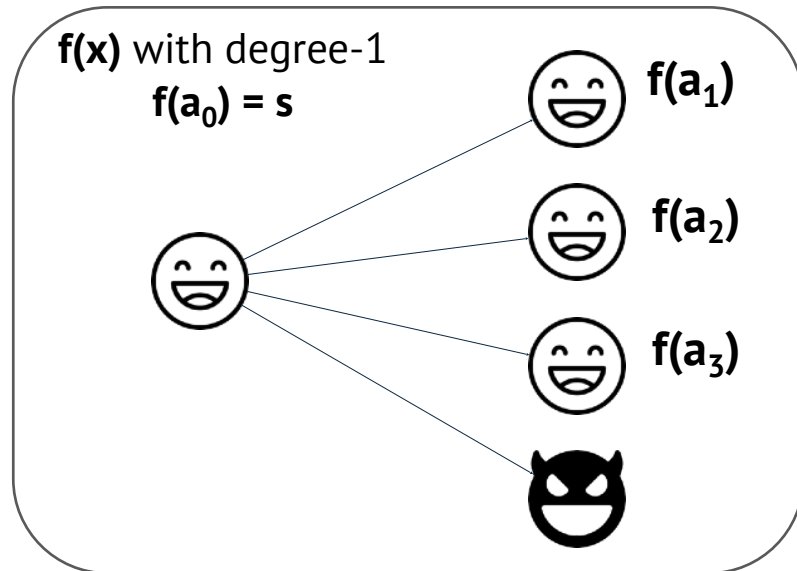 f(x) with degree-1
f(a₀) = s
f(a₁)
f(a₂)
f(a₃)